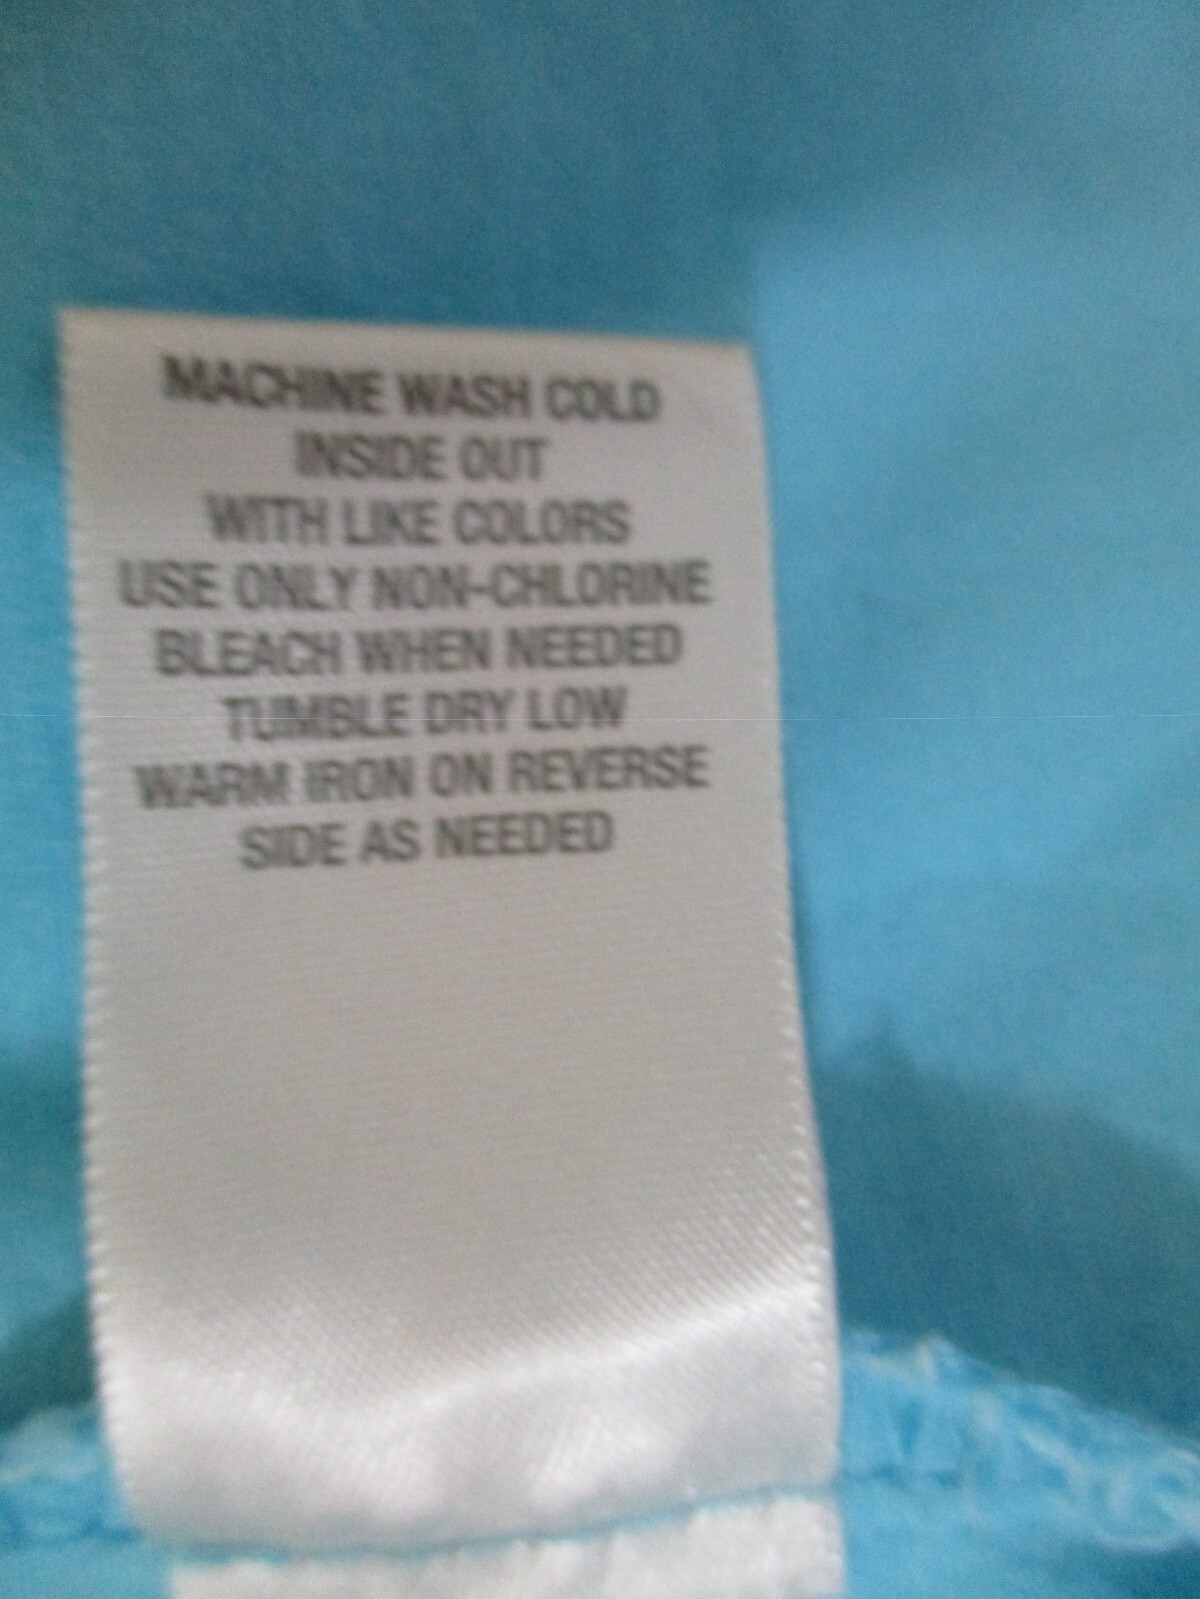 MACHINE WASH COLD
INSIDE OUT
WITH LIKE COLORS
USE ONLY NON-CHLORINE
BLEACH WHEN NEEDED
TUMBLE DRY LOW
WARM IRON ON REVERSE
SIDE AS NEEDED